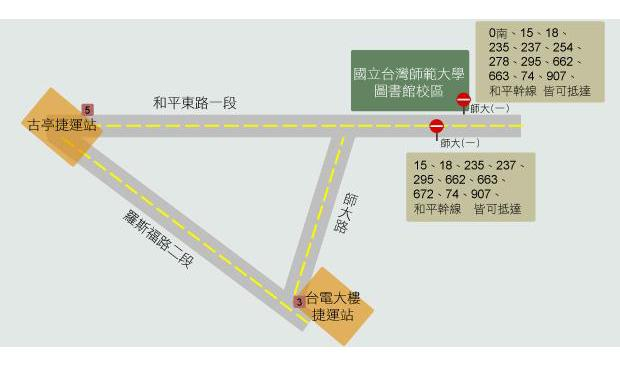 0南、15、18、
235、237、254、
278、295、662、
663、74、907、
和平幹線 皆可抵達
國立台灣師範大學
圖書館校區
師大(一)
5
和平東路一段
古亭捷運站
師大(一)
15、18、235、237、
295、662、663、
672、74、907、
和平幹線 皆可抵達
師大路
羅斯福路二段
3
台電大樓
捷運站